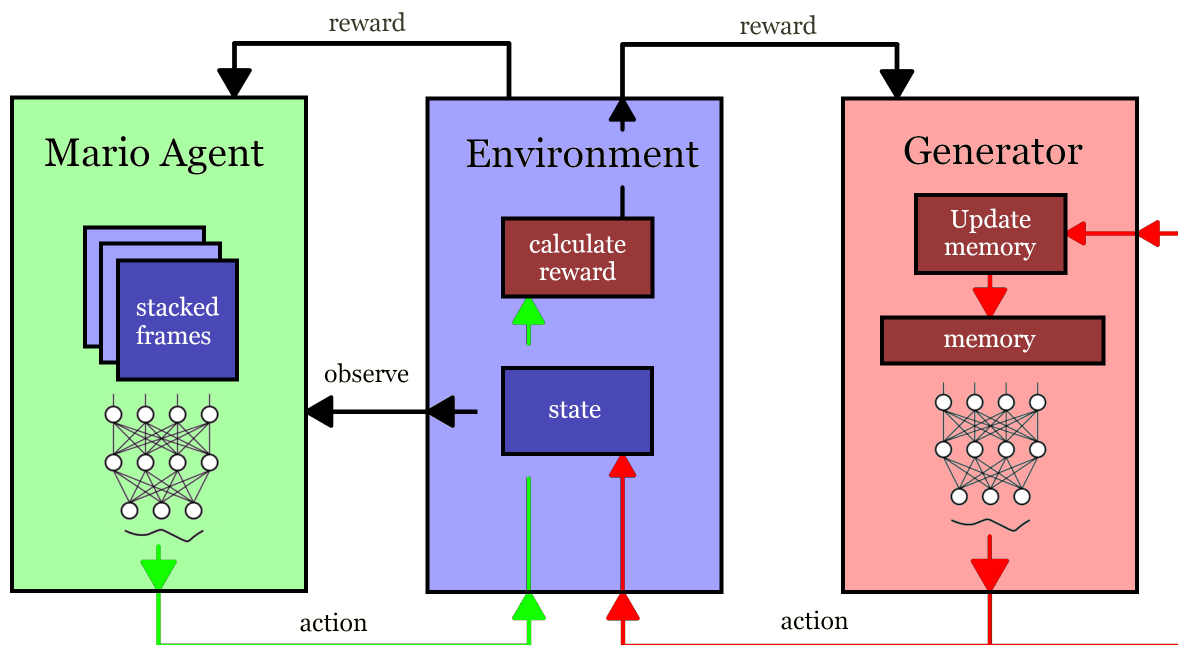 reward
reward
Mario Agent
Environment
Generator
stacked
frames
calculate
reward
Update
memory
memory
observe
state
action
action